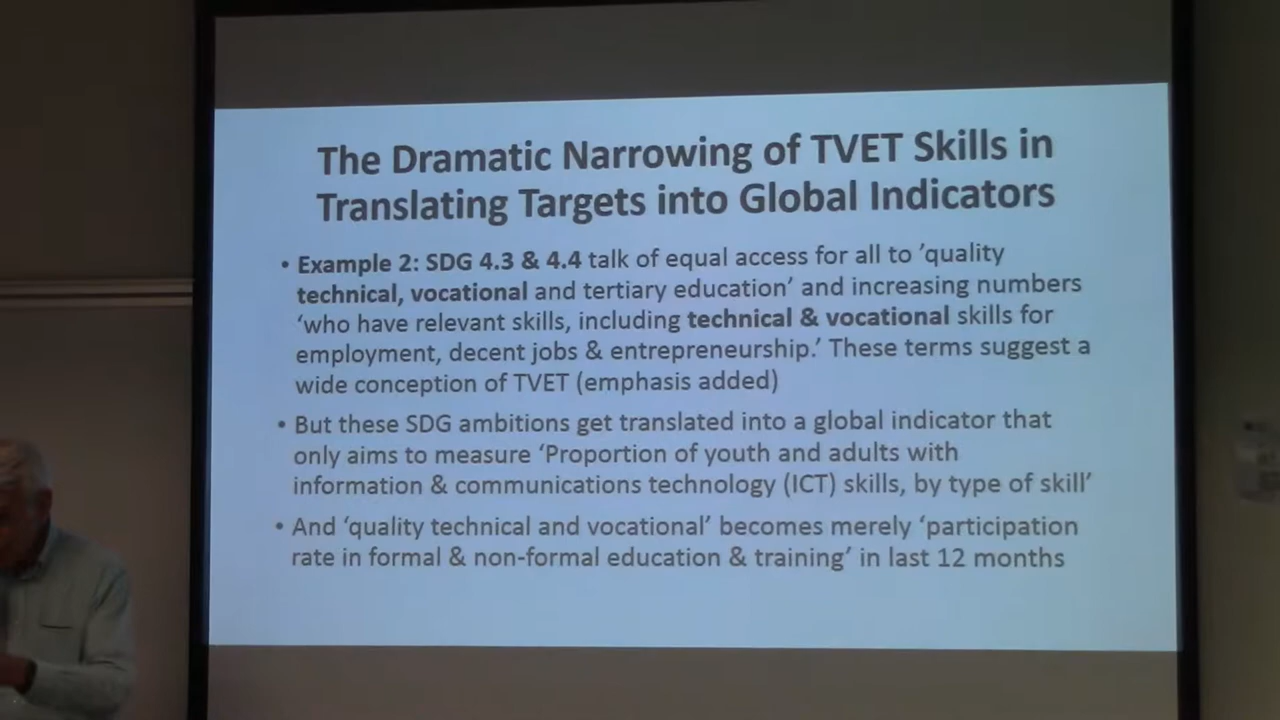 The Dramatic Narrowing of TVET Skills in
Translating Targets into Global Indicators
• Example 2: SDG 4.3 & 4.4 talk of equal access for all to ’quality
technical, vocational and tertiary education’ and increasing numbers
‘who have relevant skills, including technical & vocational skills for
employment, decent jobs & entrepreneurship.’ These terms suggest a
wide conception of TVET (emphasis added)
• But these SDG ambitions get translated into a global indicator that
only aims to measure ‘Proportion of youth and adults with
information & communications technology (ICT) skills, by type of skill’
• And ‘quality technical and vocational’ becomes merely ‘participation
rate in formal & non-formal education & training’ in last 12 months